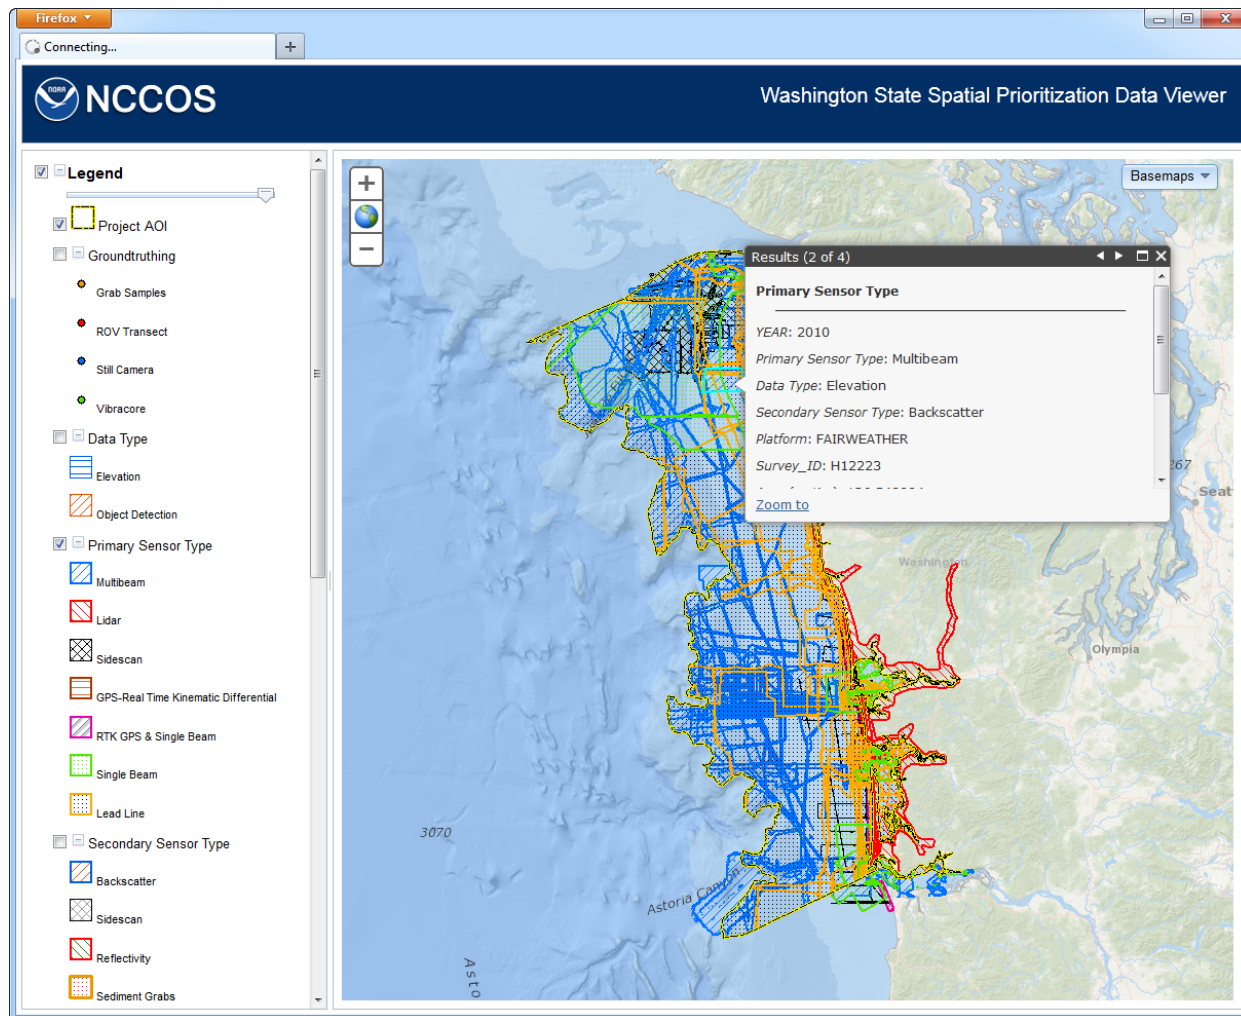 Firefox
Connecting...
NOAA
NCCOS
Washington State Spatial Prioritization Data Viewer
Legend
Project AOI
Groundtruthing
Grab Samples
ROV Transect
Still Camera
Vibracore
Data Type
Elevation
Object Detection
Primary Sensor Type
Multibeam
Lidar
Sidescan
GPS-Real Time Kinematic Differential
RTK GPS & Single Beam
Single Beam
Lead Line
Secondary Sensor Type
Backscatter
Sidescan
Reflectivity
Sediment Grabs
Basemaps
Results (2 of 4)
Primary Sensor Type
YEAR: 2010
Primary Sensor Type: Multibeam
Data Type: Elevation
Secondary Sensor Type: Backscatter
Platform: FAIRWEATHER
Survey_ID: H12223
Zoom to
267
Seat
Washington
Olympia
3070
Astoria Canyon
Asto